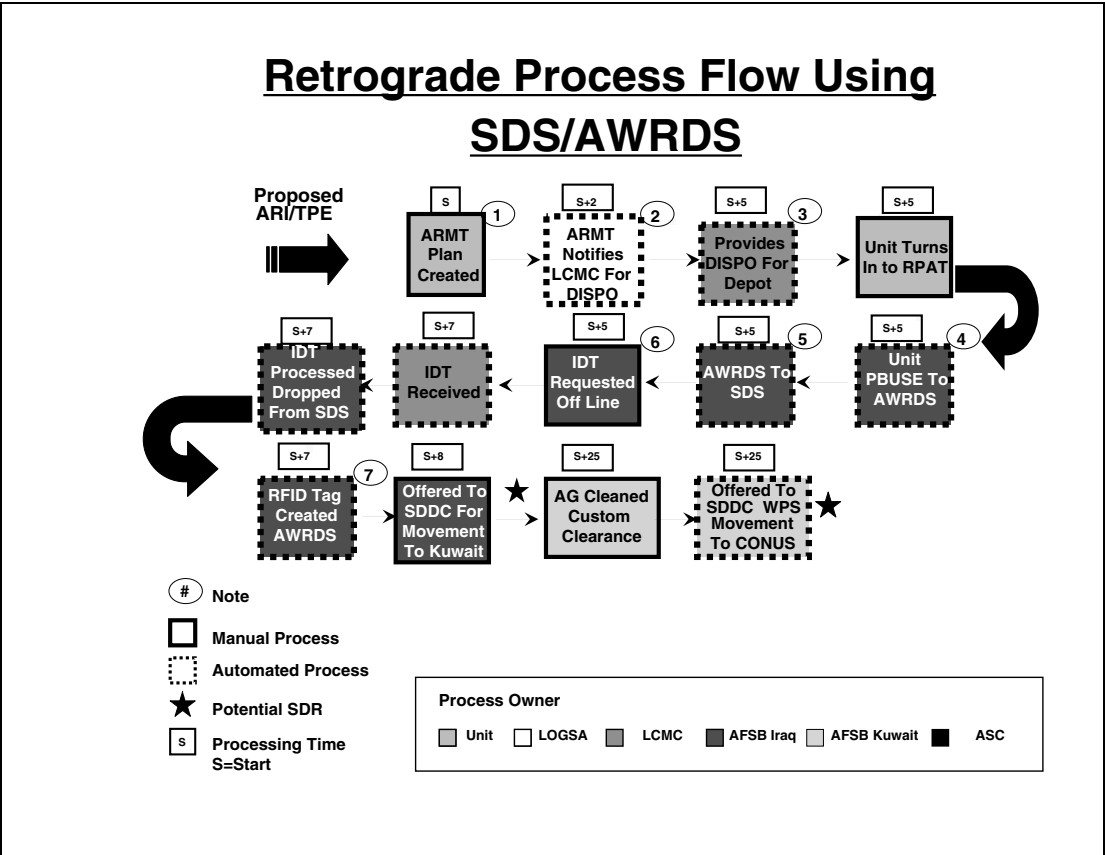 Retrograde Process Flow Using
SDS/AWRDS
Proposed
ARI/TPE
S
1
ARMT
Plan
Created
S+2
2
ARMT
Notifies
LCMC For
DISPO
S+5
3
Provides
DISPO For
Depot
S+5
Unit Turns
In to RPAT
S+7
IDT
Processed
Dropped
From SDS
S+7
IDT
Received
S+5
6
IDT
Requested
Off Line
S+5
5
AWRDS To
SDS
S+5
4
Unit
PBUSE To
AWRDS
S+7
7
RFID Tag
Created
AWRDS
S+8
Offered To
SDDC For
Movement
To Kuwait
S+25
AG Cleaned
Custom
Clearance
S+25
Offered To
SDDC WPS
Movement
To CONUS
# Note
Manual Process
Automated Process
Potential SDR
S Processing Time
S=Start
Process Owner
Unit LOGSA LCMC AFSB Iraq AFSB Kuwait ASC